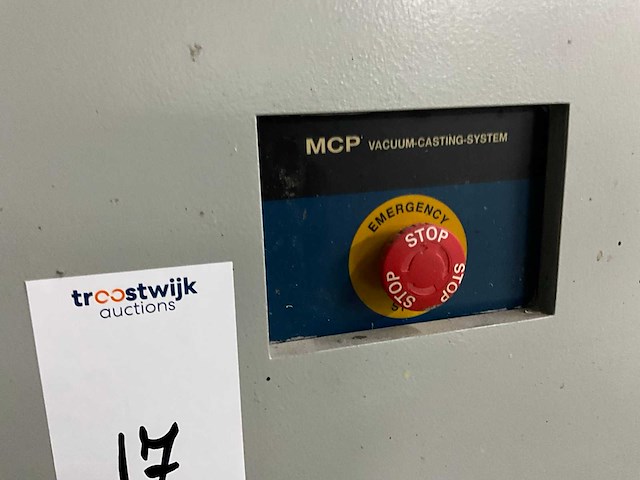 MCP VACUUM-CASTING-SYSTEM
EMERGENCY
STOP
STOP
STOP
troostwijk
auctions
17